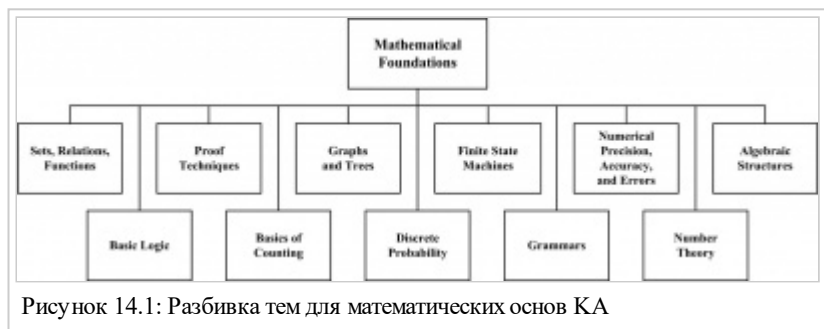 Mathematical
Foundations
Sets, Relations,
Functions
Proof
Techniques
Graphs
and Trees
Finite State
Machines
Numerical
Precision,
Accuracy,
and Errors
Algebraic
Structures
Basic Logic
Basics of
Counting
Discrete
Probability
Grammars
Number
Theory
Рисунок 14.1: Разбивка тем для математических основ KA